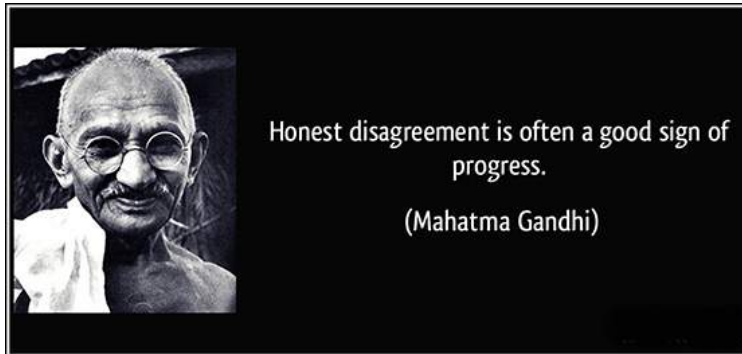 Honest disagreement is often a good sign of
progress.
(Mahatma Gandhi)